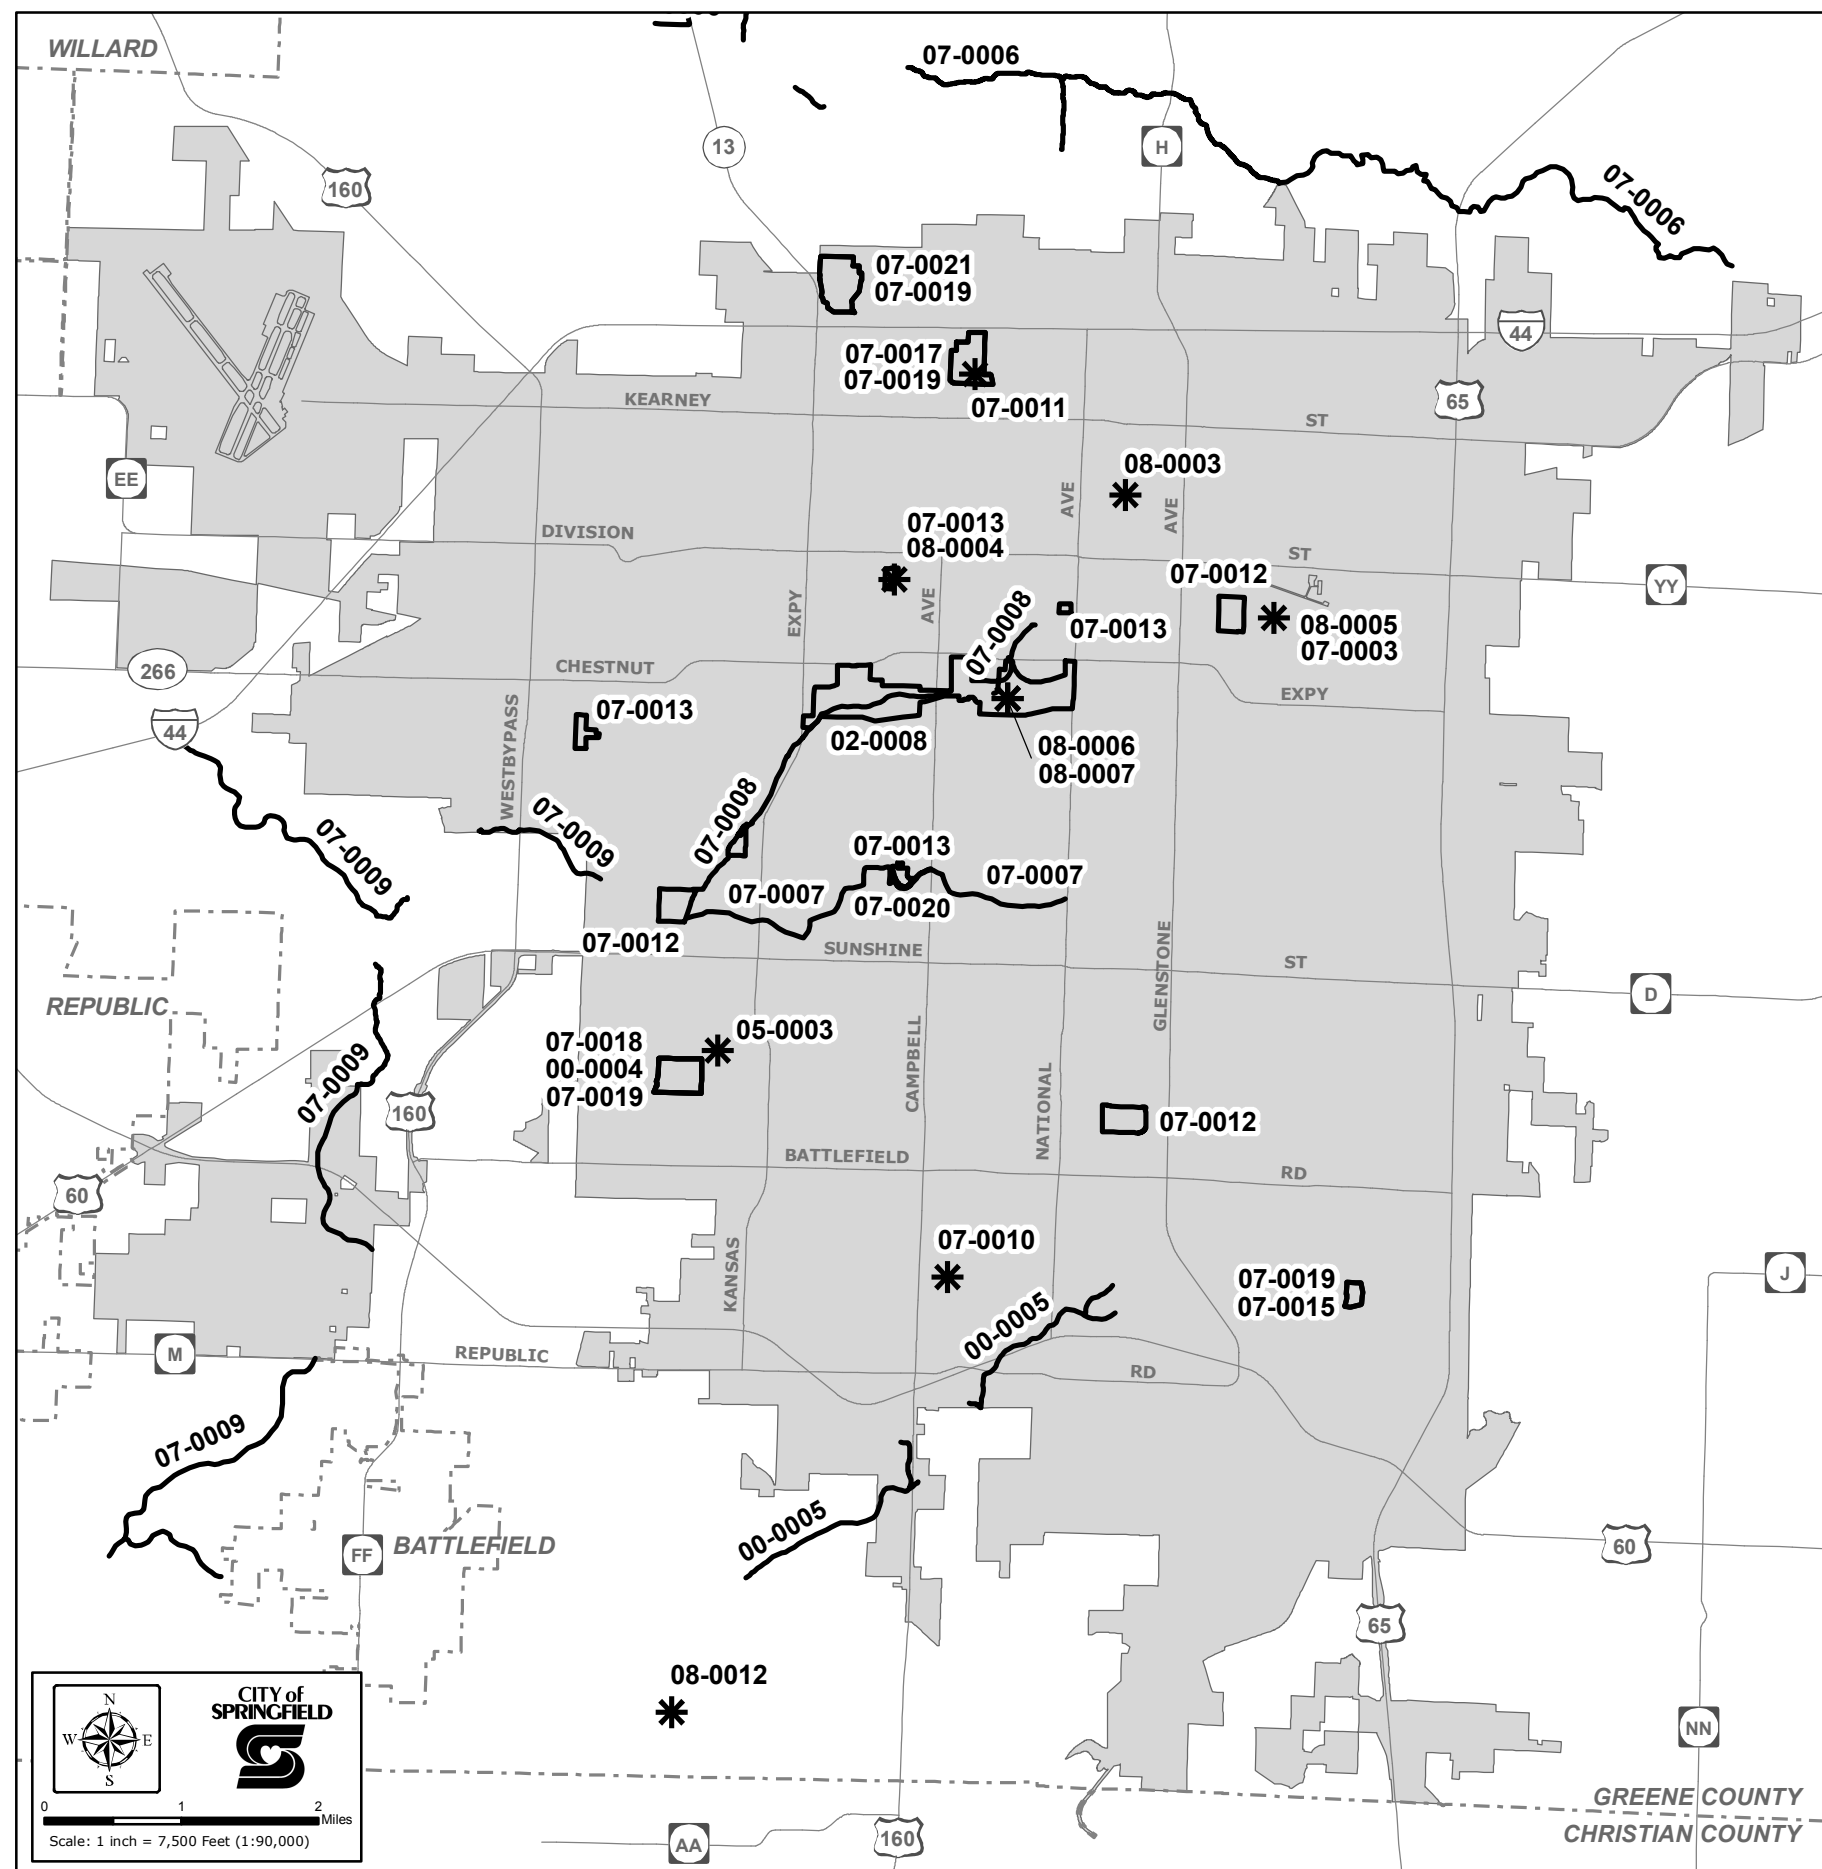 WILLARD
07-0006
13
H
160
07-0006
07-0021
07-0019
44
07-0017
07-0019
07-0011
65
KEARNEY
ST
08-0003
EE
AVE
AVE
07-0013
08-0004
DIVISION
ST
07-0012
YY
EXPY
AVE
07-0008
07-0013
08-0005
07-0003
266
CHESTNUT
EXPY
07-0013
44
WESTBYPASS
02-0008
08-0006
08-0007
07-0008
07-0009
07-0009
07-0013
07-0007
07-0007
07-0020
07-0012
SUNSHINE
ST
GLENSTONE
D
REPUBLIC
05-0003
07-0018
00-0004
07-0019
07-0009
160
CAMPBELL
NATIONAL
07-0012
BATTLEFIELD
RD
60
07-0010
KANSAS
07-0019
07-0015
J
00-0005
M
REPUBLIC
RD
07-0009
00-0005
FF
BATTLEFIELD
60
65
08-0012
N
W
E
S
CITY of
SPRINGFIELD
NN
0
1
2
Miles
Scale: 1 inch = 7,500 Feet (1:90,000)
GREENE COUNTY
CHRISTIAN COUNTY
AA
160